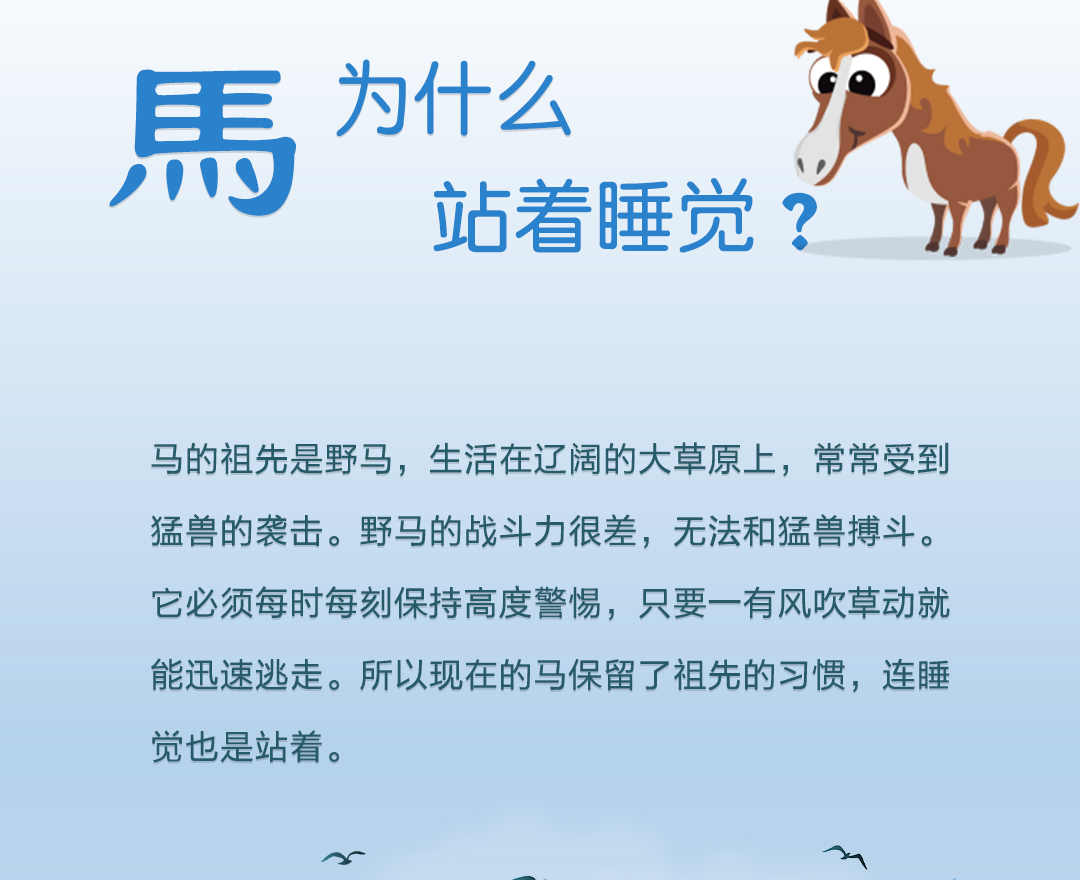 馬为什么
站着睡觉？
马的祖先是野马，生活在辽阔的大草原上，常常受到
猛兽的袭击。野马的战斗力很差，无法和猛兽搏斗。
它必须每时每刻保持高度警惕，只要一有风吹草动就
能迅速逃走。所以现在的马保留了祖先的习惯，连睡
觉也是站着。